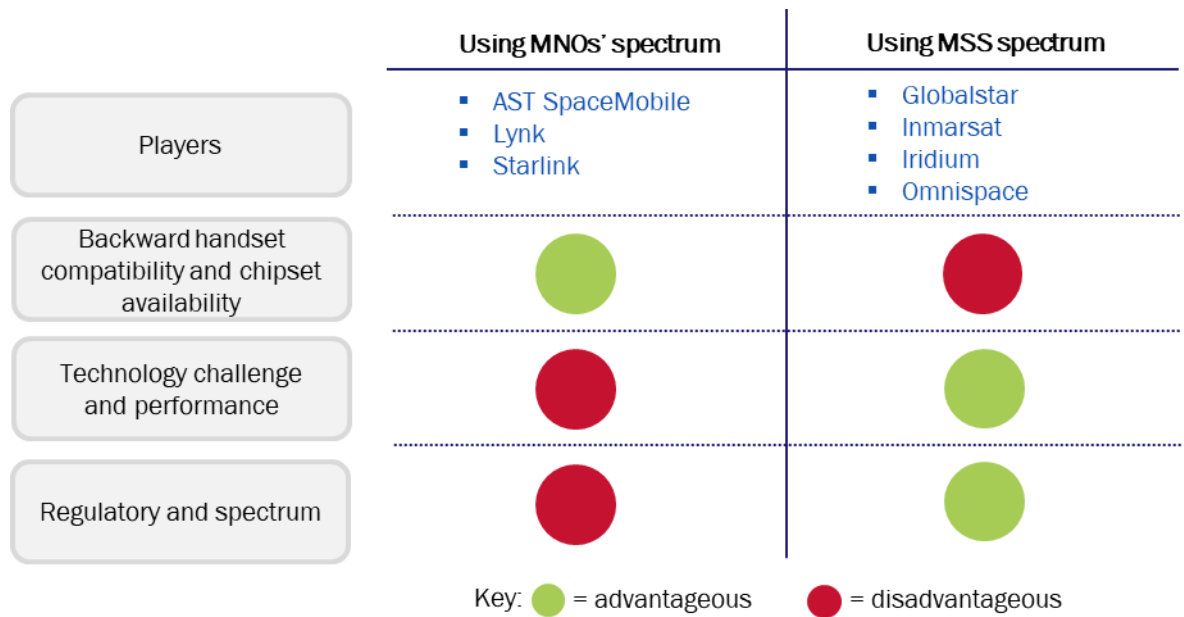 Using MNOs’ spectrum
Using MSS spectrum
Players
▪ AST SpaceMobile
▪ Lynk
▪ Starlink
▪ Globalstar
▪ Inmarsat
▪ Iridium
▪ Omnispace
Backward handset
compatibility and chipset
availability
Technology challenge
and performance
Regulatory and spectrum
Key: = advantageous = disadvantageous